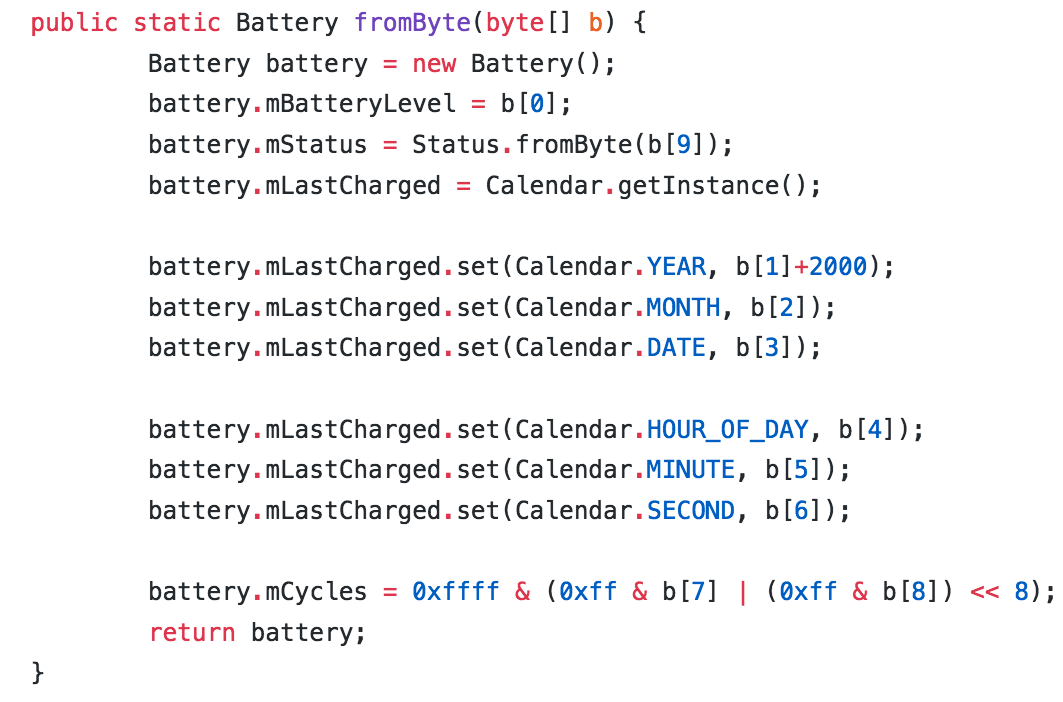 public static Battery fromByte(byte[] b) {
        Battery battery = new Battery();
        battery.mBatteryLevel = b[0];
        battery.mStatus = Status.fromByte(b[9]);
        battery.mLastCharged = Calendar.getInstance();

        battery.mLastCharged.set(Calendar.YEAR, b[1]+2000);
        battery.mLastCharged.set(Calendar.MONTH, b[2]);
        battery.mLastCharged.set(Calendar.DATE, b[3]);

        battery.mLastCharged.set(Calendar.HOUR_OF_DAY, b[4]);
        battery.mLastCharged.set(Calendar.MINUTE, b[5]);
        battery.mLastCharged.set(Calendar.SECOND, b[6]);

        battery.mCycles = 0xffff & (0xff & b[7] | (0xff & b[8]) << 8);
        return battery;
}